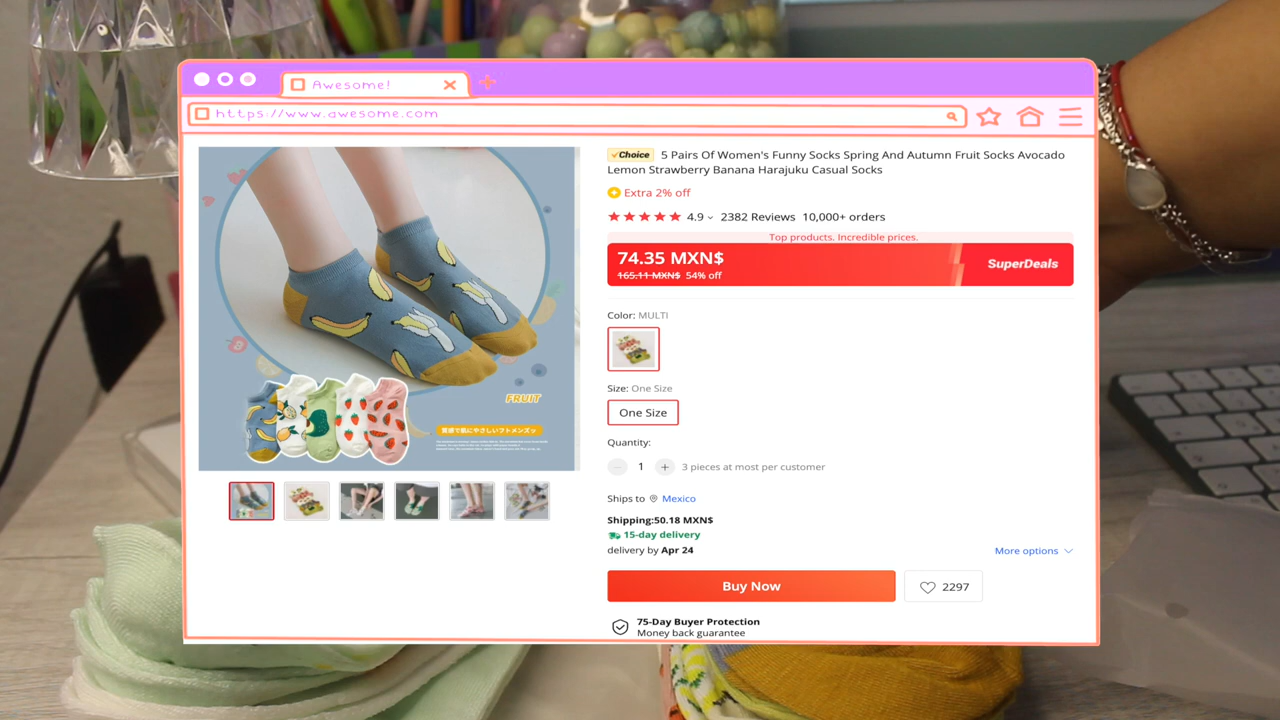 Awesome!
https://www.awesome.com
Choice 5 Pairs Of Women's Funny Socks Spring And Autumn Fruit Socks Avocado
Lemon Strawberry Banana Harajuku Casual Socks
Extra 2% off
4.9 2382 Reviews 10,000+ orders
Top products. Incredible prices.
74.35 MXN$
165.11 MXN$ 54% off
SuperDeals
Color: MULTI
Size: One Size
One Size
Quantity:
1 + 3 pieces at most per customer
Ships to Mexico
Shipping:50.18 MXN$
15-day delivery
delivery by Apr 24
More options
Buy Now
2297
75-Day Buyer Protection
Money back guarantee
FRUIT